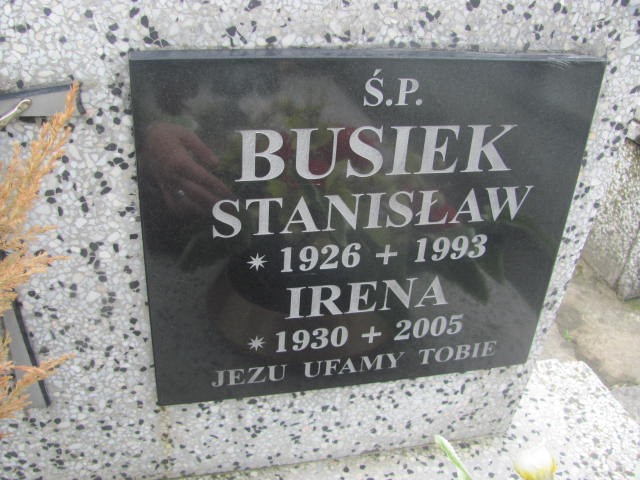 Ś.P.
BUSIEK
STANISŁAW
* 1926 + 1993
IRENA
* 1930 + 2005
JEZU UFAMY TOBIE